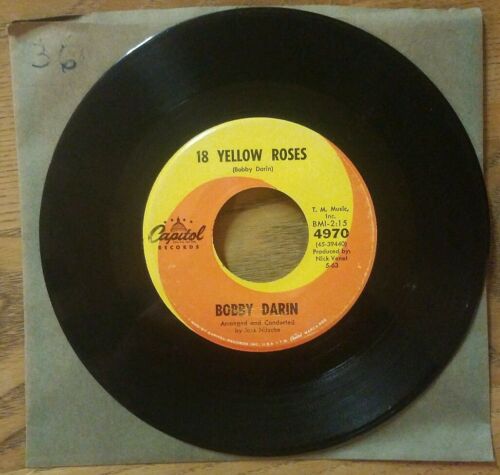 36
18 YELLOW ROSES
(Bobby Darin)
Capitol
RECORDS
T. M. Music,
Inc.
BMI-2:15
4970
(45-39460)
Produced by:
Nick Venet
5-63
BOBBY DARIN
Arranged and Conducted
by Jack Nitzsche